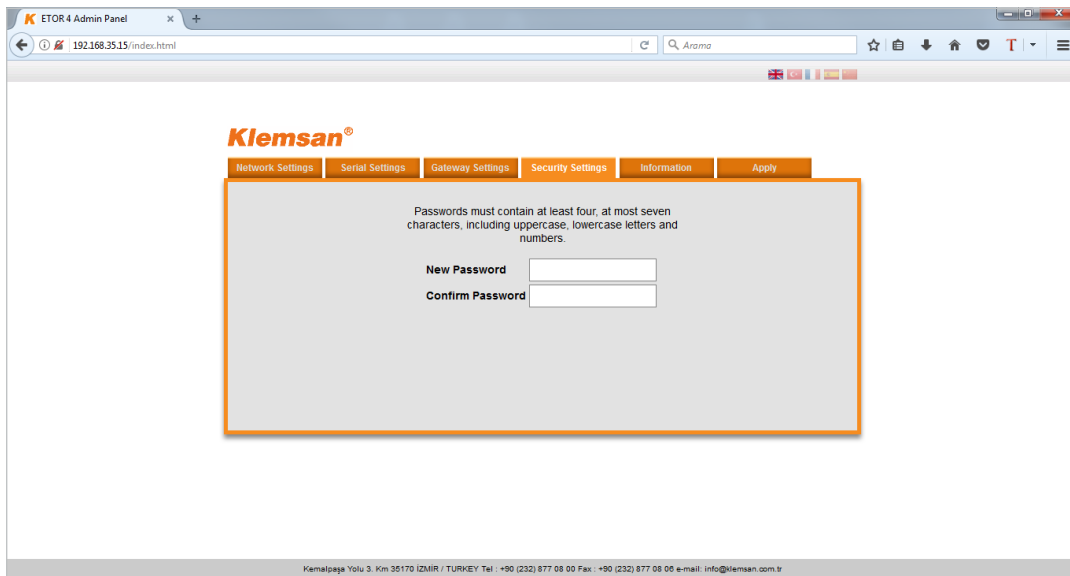 ETOR 4 Admin Panel
192.168.35.15/index.html
Arama
Klemsan®
Network Settings Serial Settings Gateway Settings Security Settings Information Apply
Passwords must contain at least four, at most seven
characters, including uppercase, lowercase letters and
numbers.
New Password
Confirm Password
Kemalpaşa Yolu 3. Km 35170 İZMİR / TURKEY Tel : +90 (232) 877 08 00 Fax : +90 (232) 877 08 06 e-mail: info@klemsan.com.tr